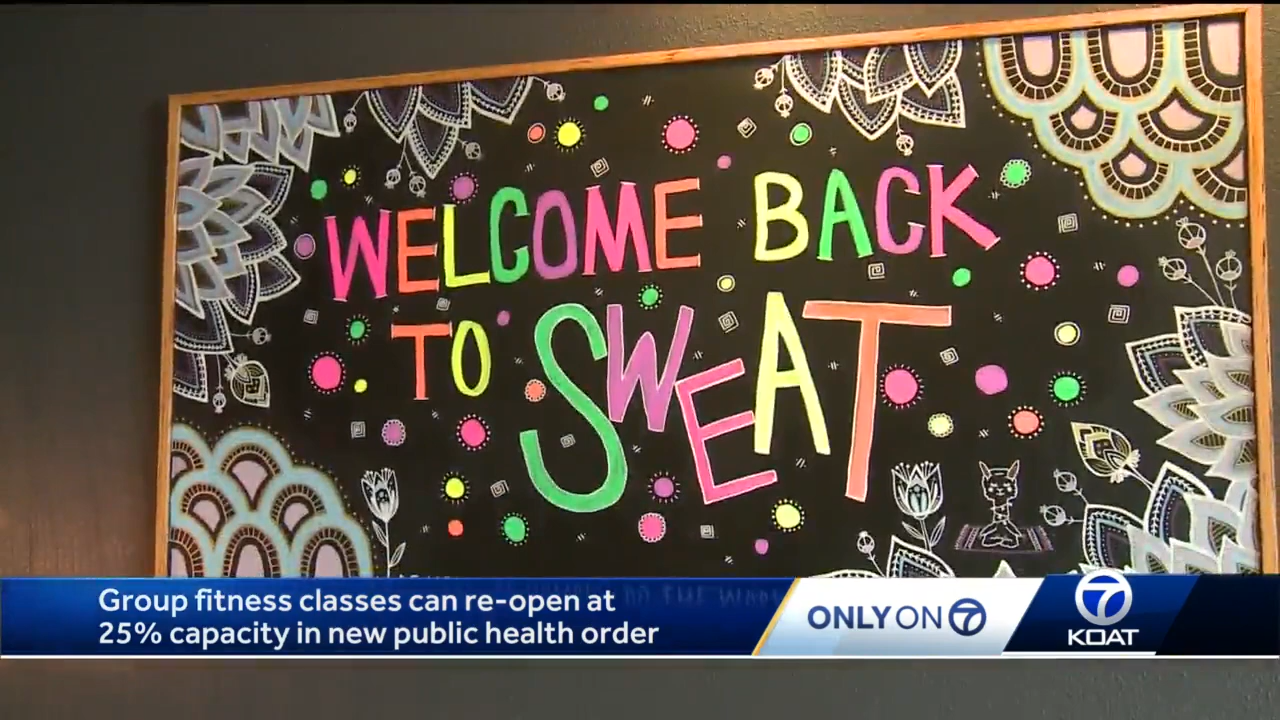 WELCOME BACK
TO SWEAT
Group fitness classes can re-open at
25% capacity in new public health order
ONLY ON 7
7
KOAT